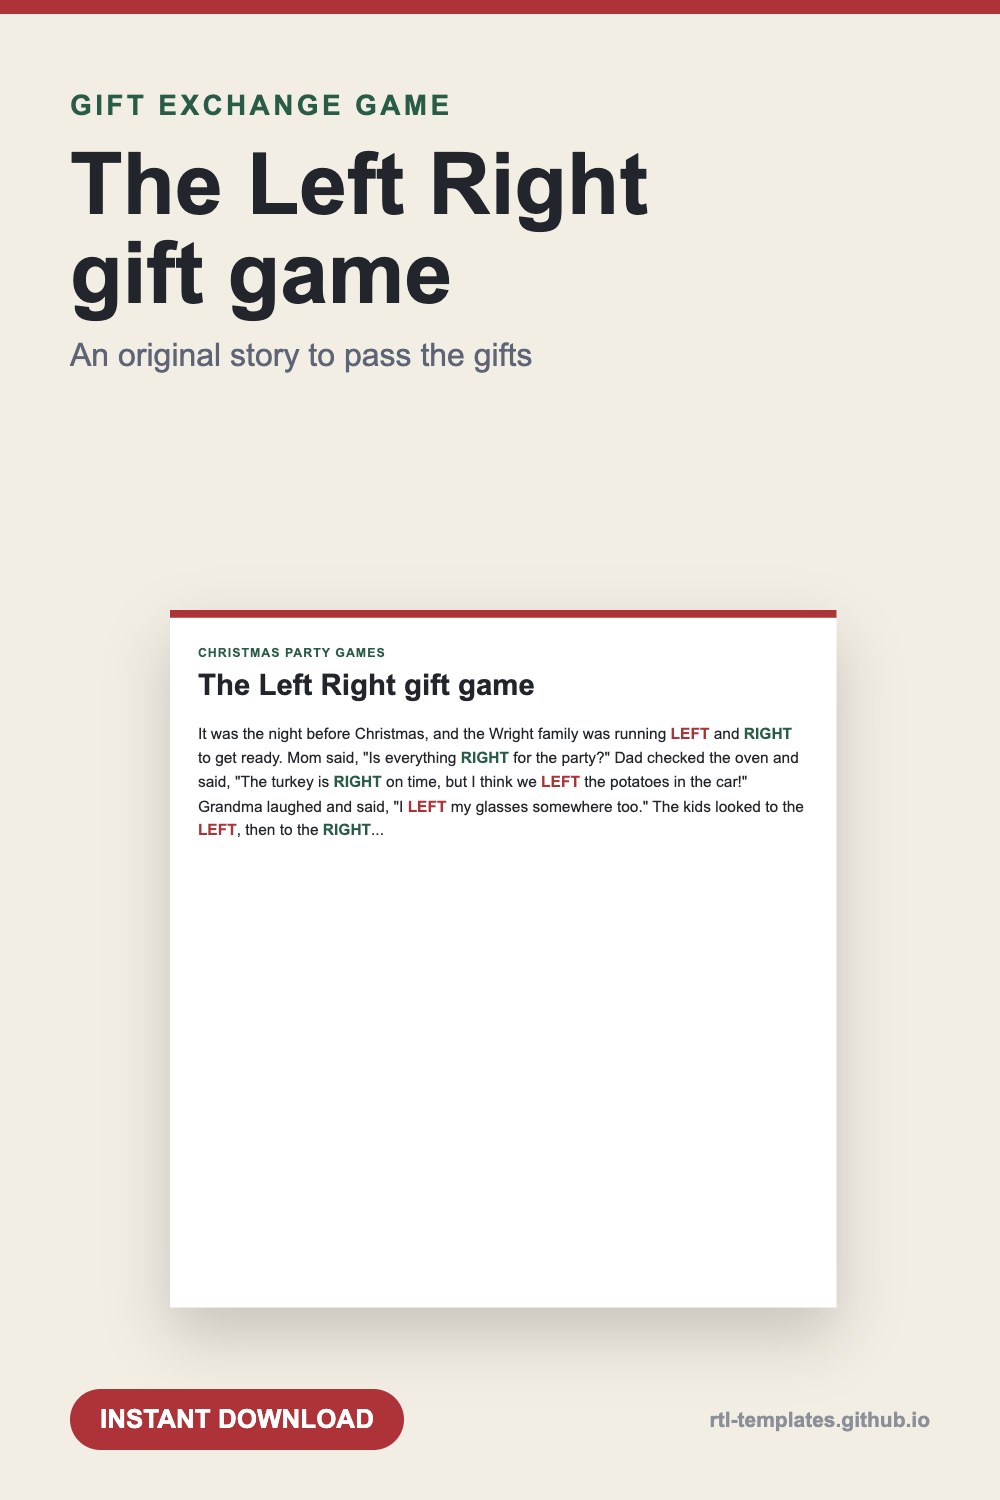 GIFT EXCHANGE GAME
The Left Right
gift game
An original story to pass the gifts
CHRISTMAS PARTY GAMES
The Left Right gift game
It was the night before Christmas, and the Wright family was running LEFT and RIGHT
to get ready. Mom said, "Is everything RIGHT for the party?" Dad checked the oven and
said, "The turkey is RIGHT on time, but I think we LEFT the potatoes in the car!"
Grandma laughed and said, "I LEFT my glasses somewhere too." The kids looked to the
LEFT, then to the RIGHT...
INSTANT DOWNLOAD
rtl-templates.github.io